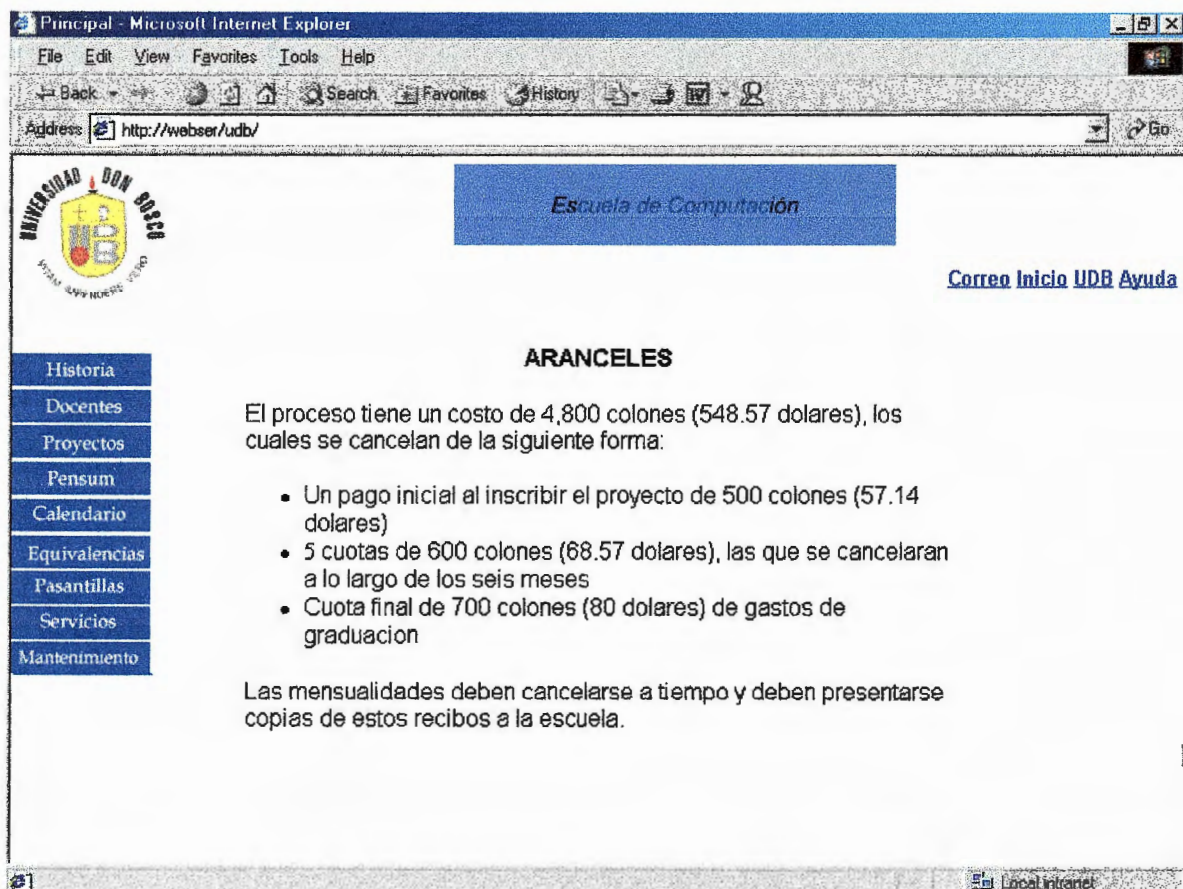 Principal - Microsoft Internet Explorer
File Edit View Favorites Tools Help
Back Search Favorites History
Address http://webser/udb/ Go
UNIVERSIDAD DON BOSCO
Escuela de Computación
Correo Inicio UDB Ayuda
Historia
Docentes
Proyectos
Pensum
Calendario
Equivalencias
Pasantillas
Servicios
Mantenimiento
ARANCELES
El proceso tiene un costo de 4,800 colones (548.57 dolares), los
cuales se cancelan de la siguiente forma:
• Un pago inicial al inscribir el proyecto de 500 colones (57.14
dolares)
• 5 cuotas de 600 colones (68.57 dolares), las que se cancelaran
a lo largo de los seis meses
• Cuota final de 700 colones (80 dolares) de gastos de
graduacion
Las mensualidades deben cancelarse a tiempo y deben presentarse
copias de estos recibos a la escuela.
Local intranet